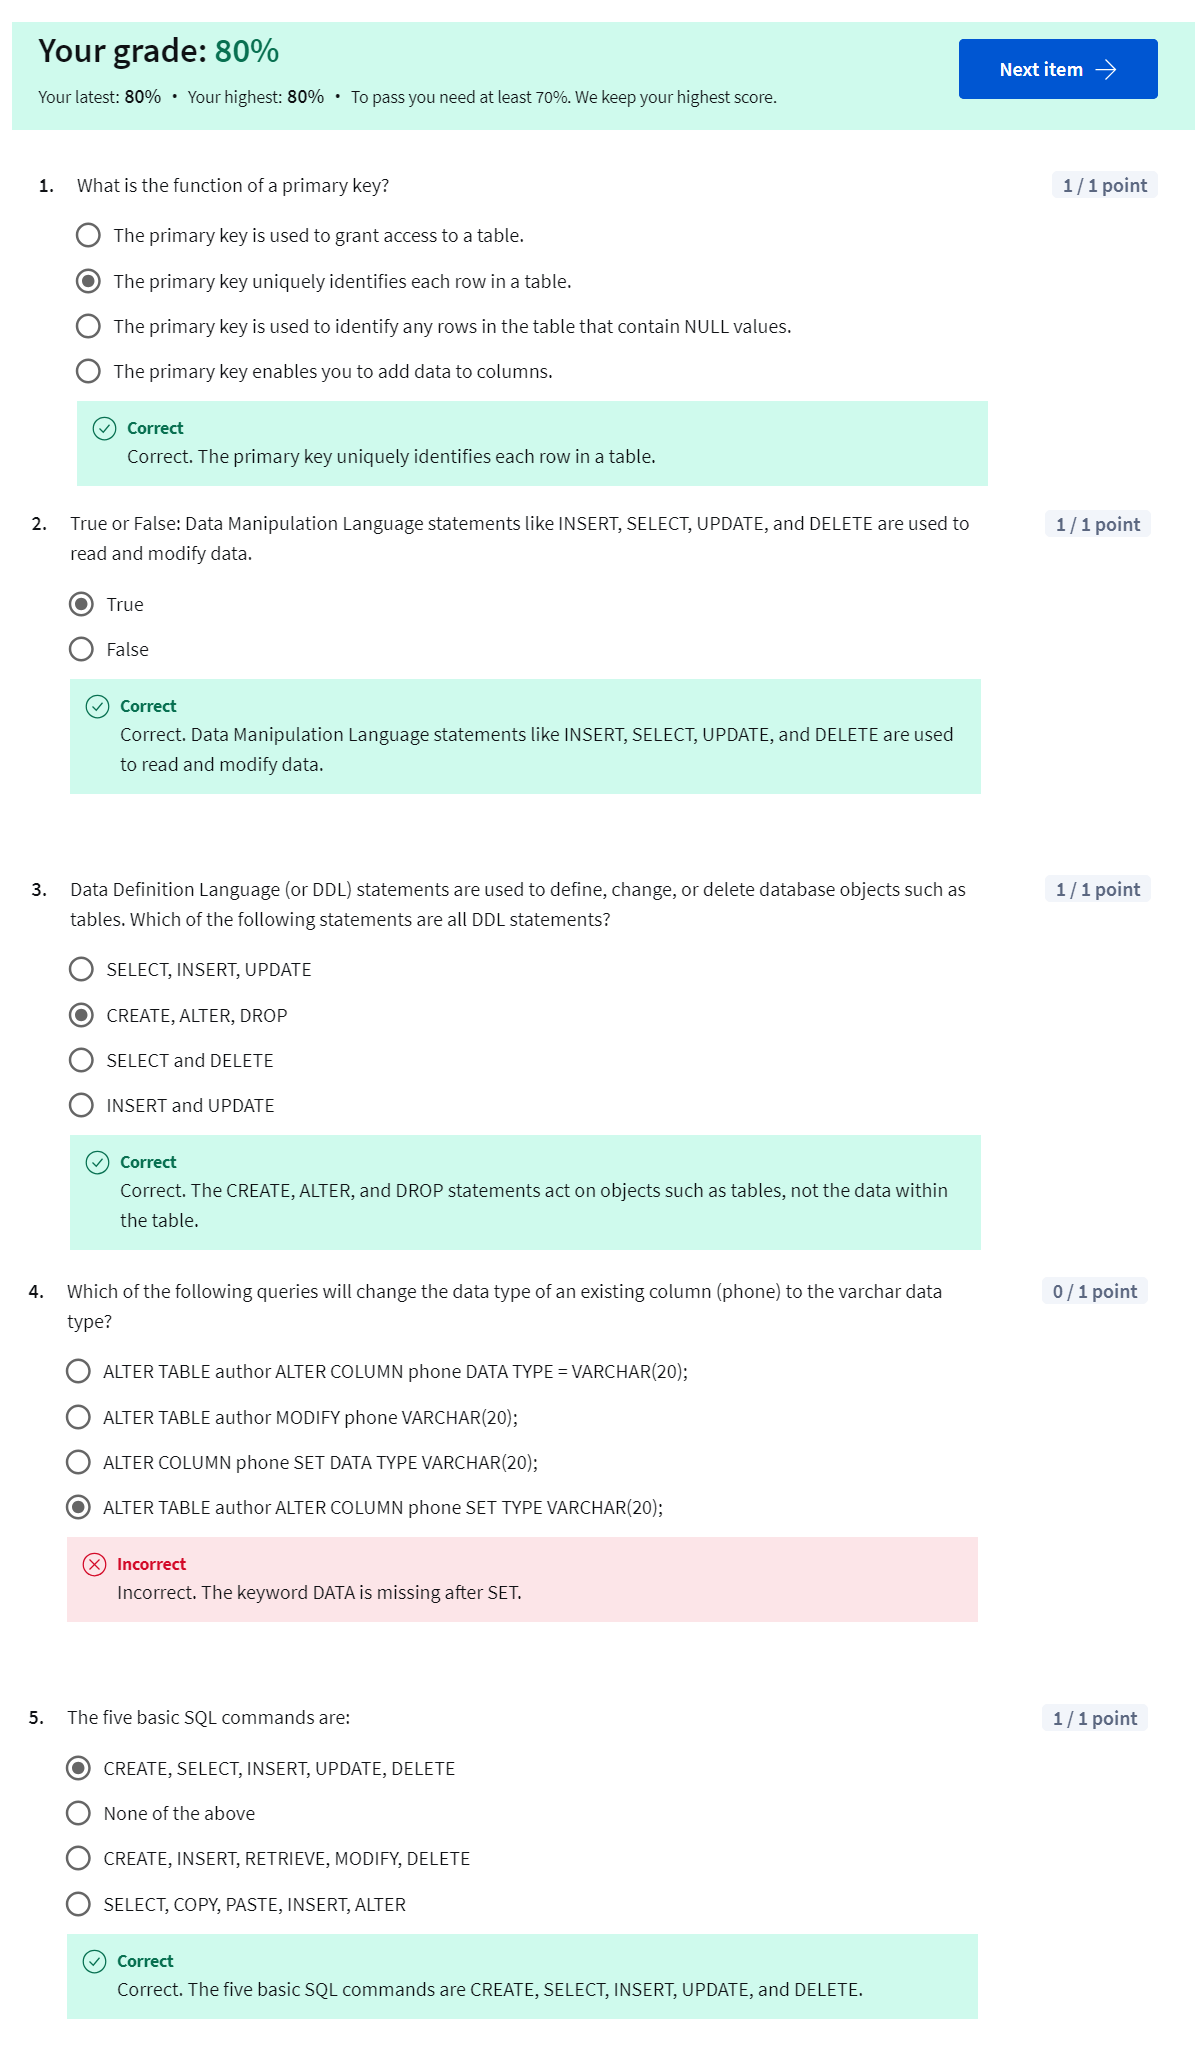 Your grade: 80%
Next item
Your latest: 80% • Your highest: 80% • To pass you need at least 70%. We keep your highest score.
1. What is the function of a primary key?
1 / 1 point
The primary key is used to grant access to a table.
The primary key uniquely identifies each row in a table.
The primary key is used to identify any rows in the table that contain NULL values.
The primary key enables you to add data to columns.
Correct
Correct. The primary key uniquely identifies each row in a table.
2. True or False: Data Manipulation Language statements like INSERT, SELECT, UPDATE, and DELETE are used to
1 / 1 point
read and modify data.
True
False
Correct
Correct. Data Manipulation Language statements like INSERT, SELECT, UPDATE, and DELETE are used
to read and modify data.
3. Data Definition Language (or DDL) statements are used to define, change, or delete database objects such as
1 / 1 point
tables. Which of the following statements are all DDL statements?
SELECT, INSERT, UPDATE
CREATE, ALTER, DROP
SELECT and DELETE
INSERT and UPDATE
Correct
Correct. The CREATE, ALTER, and DROP statements act on objects such as tables, not the data within
the table.
4. Which of the following queries will change the data type of an existing column (phone) to the varchar data
0 / 1 point
type?
ALTER TABLE author ALTER COLUMN phone DATA TYPE = VARCHAR(20);
ALTER TABLE author MODIFY phone VARCHAR(20);
ALTER COLUMN phone SET DATA TYPE VARCHAR(20);
ALTER TABLE author ALTER COLUMN phone SET TYPE VARCHAR(20);
Incorrect
Incorrect. The keyword DATA is missing after SET.
5. The five basic SQL commands are:
1 / 1 point
CREATE, SELECT, INSERT, UPDATE, DELETE
None of the above
CREATE, INSERT, RETRIEVE, MODIFY, DELETE
SELECT, COPY, PASTE, INSERT, ALTER
Correct
Correct. The five basic SQL commands are CREATE, SELECT, INSERT, UPDATE, and DELETE.